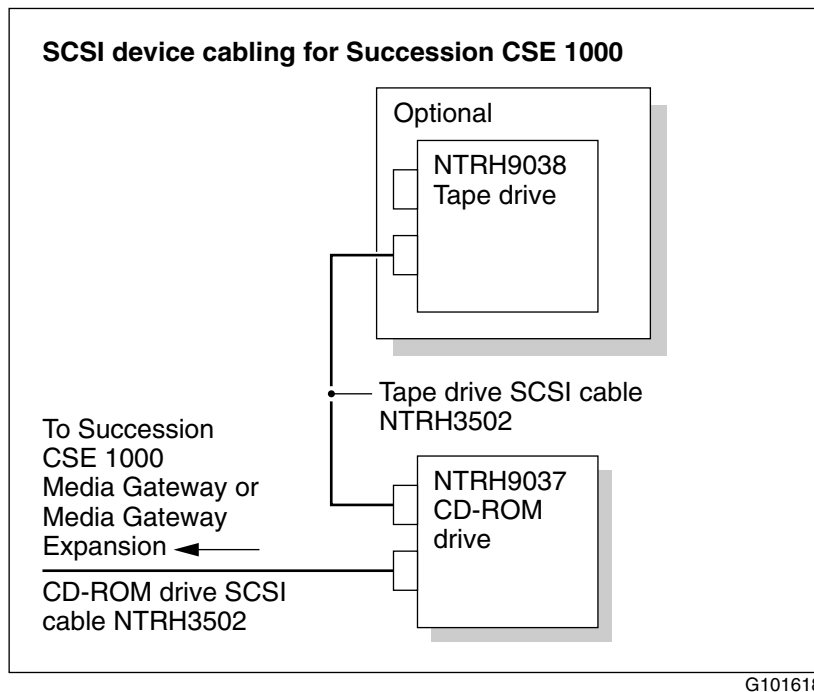 SCSI device cabling for Succession CSE 1000
Optional
NTRH9038
Tape drive
Tape drive SCSI cable
NTRH3502
To Succession
CSE 1000
Media Gateway or
Media Gateway
Expansion
NTRH9037
CD-ROM
drive
CD-ROM drive SCSI
cable NTRH3502
G101618